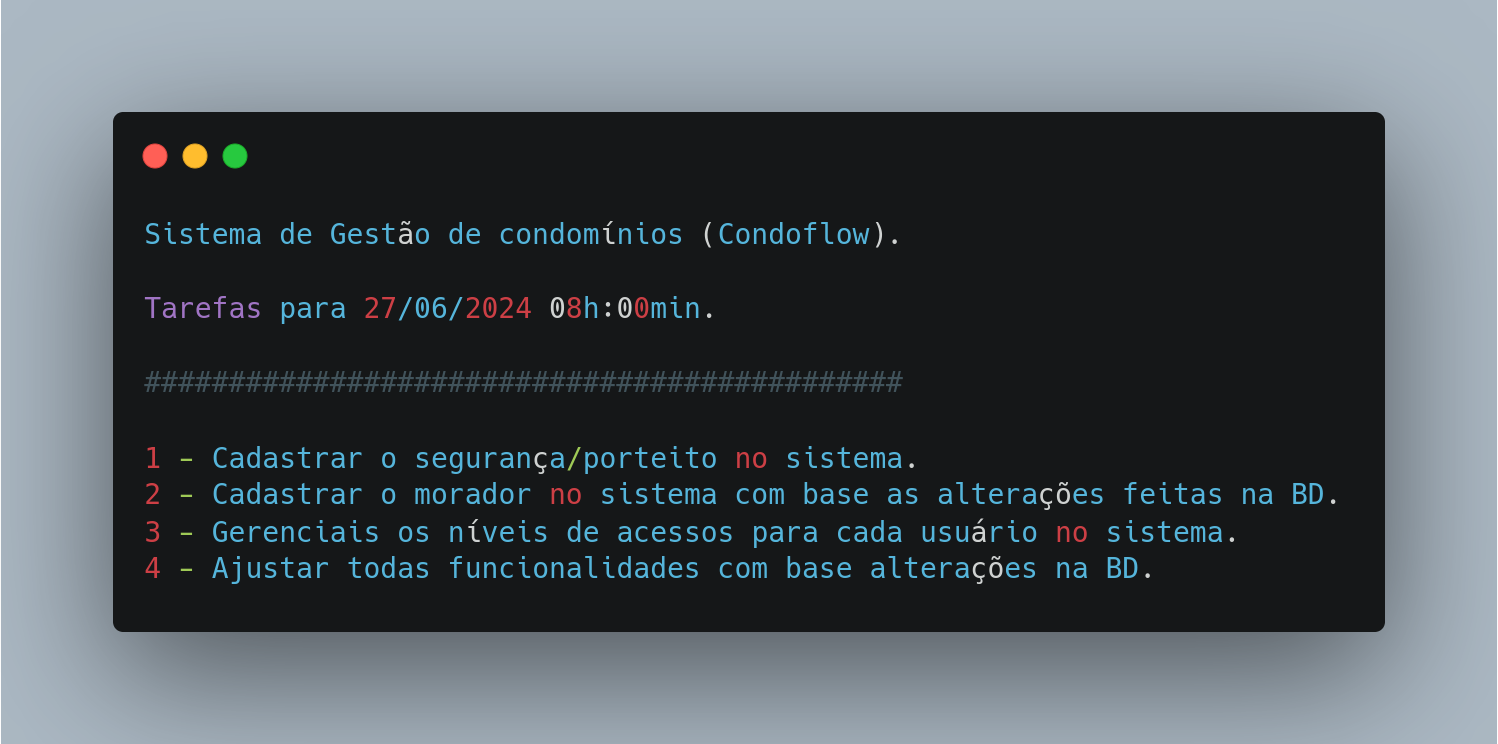 Sistema de Gestão de condomínios (Condoflow).
Tarefas para 27/06/2024 08h:00min.
#############################################
1 - Cadastrar o segurança/porteito no sistema.
2 - Cadastrar o morador no sistema com base as alterações feitas na BD.
3 - Gerenciais os níveis de acessos para cada usuário no sistema.
4 - Ajustar todas funcionalidades com base alterações na BD.